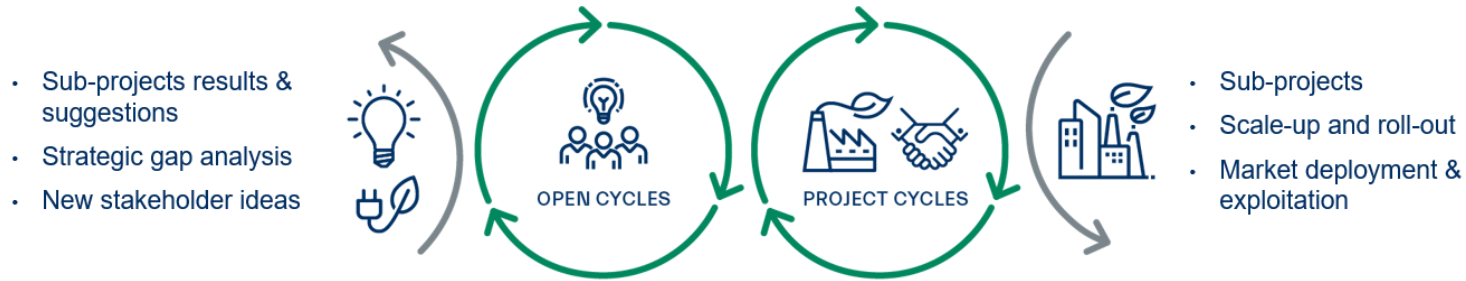 • Sub-projects results &
suggestions
• Strategic gap analysis
• New stakeholder ideas
OPEN CYCLES
PROJECT CYCLES
• Sub-projects
• Scale-up and roll-out
• Market deployment &
exploitation